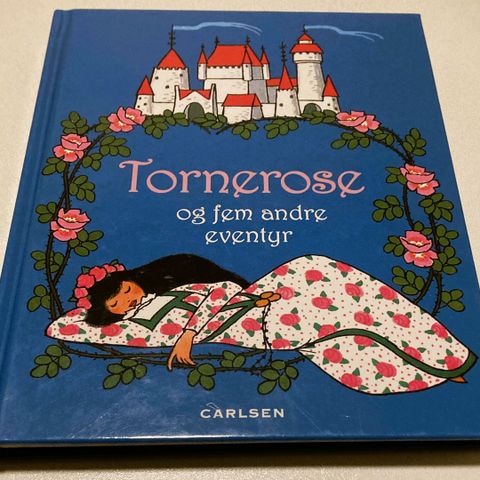 Tornerose
og fem andre
eventyr
CARLSEN